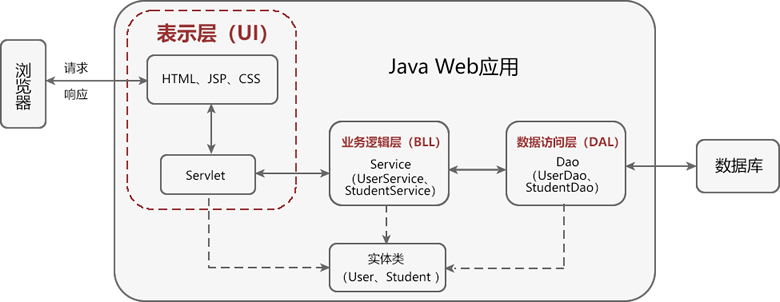 表示层（UI）
Java Web应用
浏览器
请求
响应
HTML、JSP、CSS
业务逻辑层（BLL）
Service
（UserService、
StudentService）
数据访问层（DAL）
Dao
（UserDao、
StudentDao）
数据库
Servlet
实体类
（User、Student ）